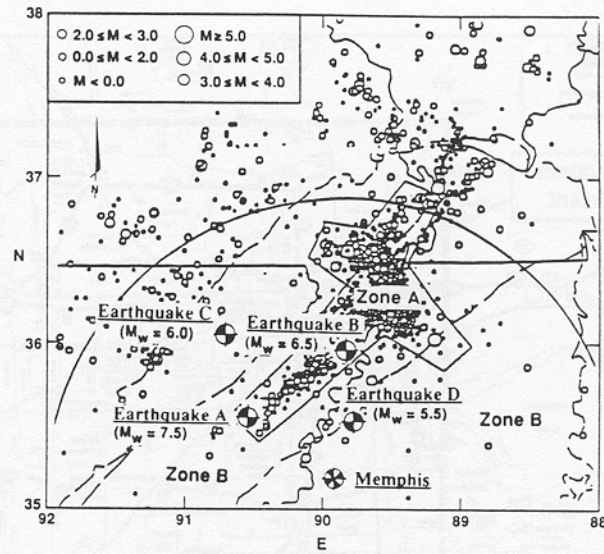 38
2.0 ≤ M < 3.0
M ≥ 5.0
0.0 ≤ M < 2.0
4.0 ≤ M < 5.0
M < 0.0
3.0 ≤ M < 4.0
N
37
N
Zone A
Earthquake C
(Mw = 6.0)
Earthquake B
(Mw = 6.5)
36
Earthquake A
(Mw = 7.5)
Earthquake D
(Mw = 5.5)
Zone B
Zone B
Memphis
35
92
91
90
89
88
E